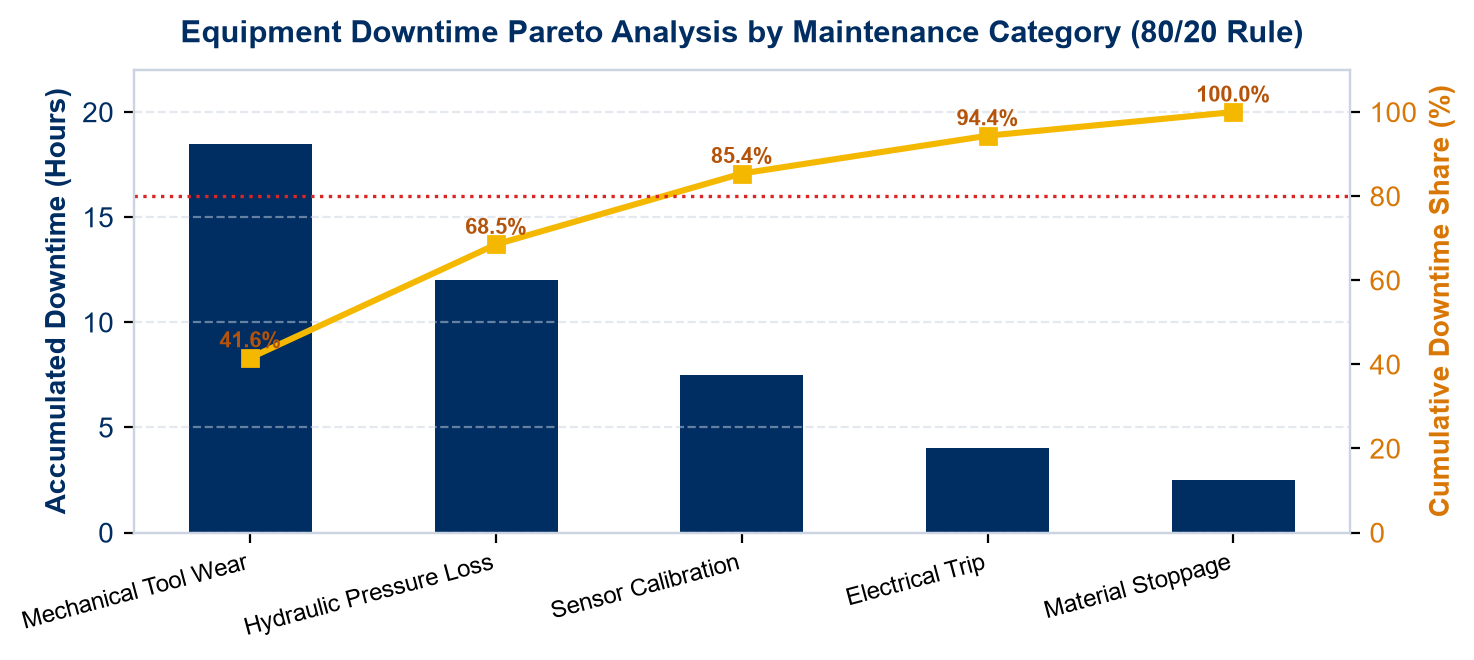 Equipment Downtime Pareto Analysis by Maintenance Category (80/20 Rule)
Accumulated Downtime (Hours)
20
15
10
5
0
41.6%
68.5%
85.4%
94.4%
100.0%
100
80
60
40
20
0
Cumulative Downtime Share (%)
Mechanical Tool Wear
Hydraulic Pressure Loss
Sensor Calibration
Electrical Trip
Material Stoppage